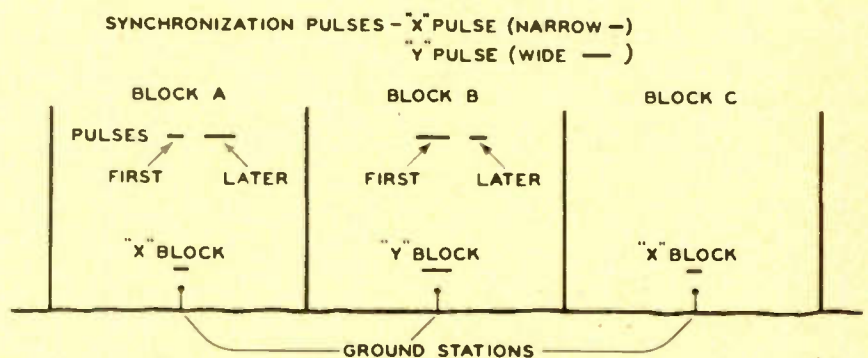 SYNCHRONIZATION PULSES - "X" PULSE (NARROW -)
"Y" PULSE (WIDE — )
BLOCK A BLOCK B BLOCK C
PULSES
FIRST LATER FIRST LATER
"X" BLOCK "Y" BLOCK "X" BLOCK
GROUND STATIONS